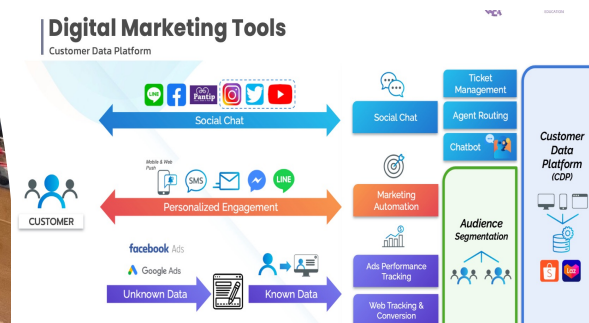 Digital Marketing Tools
Customer Data Platform
LINE
Pantip
Social Chat
Mobile & Web
Push
SMS
LINE
Personalized Engagement
CUSTOMER
facebook Ads
Google Ads
Unknown Data
Known Data
Social Chat
Marketing
Automation
Ads Performance
Tracking
Web Tracking &
Conversion
Ticket
Management
Agent Routing
Chatbot
Audience
Segmentation
Customer
Data
Platform
(CDP)
Laz